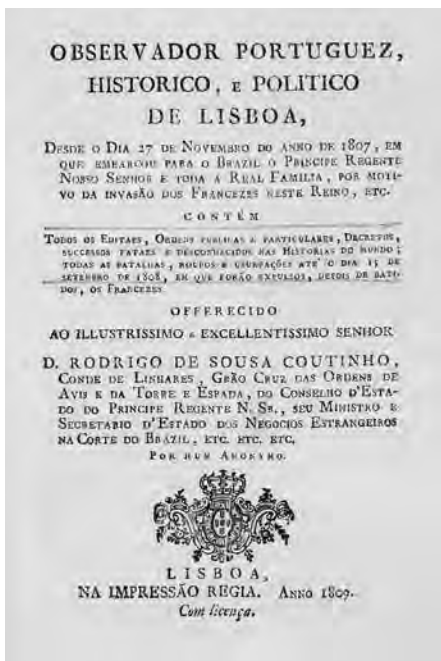 OBSERVADOR PORTUGUEZ,
HISTORICO, E POLITICO
DE LISBOA,
DESDE O DIA 27 DE NOVEMBRO DO ANNO DE 1807, EM
QUE EMBARCOU PARA O BRAZIL O PRINCIPE REGENTE
NOSSO SENHOR E TODA A REAL FAMILIA, POR MOTI-
VO DA INVASÃO DOS FRANCEZES NESTE REINO, ETC.
CONTÉM
TODOS OS EDITAES, ORDENS PUBLICAS E PARTICULARES, DECRETOS,
SUCCESSOS FATAES E DESCONHECIDOS NAS HISTORIAS DO MUNDO;
TODAS AS BATALHAS, ROUBOS E USURPAÇÕES ATÉ O DIA 15 DE
SETEMBRO DE 1808, EM QUE FORÃO EXPULSOS, DEPOIS DE BATI-
DOS, OS FRANCEZES.
OFFERECIDO
AO ILLUSTRISSIMO E EXCELLENTISSIMO SENHOR
D. RODRIGO DE SOUSA COUTINHO,
CONDE DE LINHARES, GRÃO CRUZ DAS ORDENS DE
AVIS E DA TORRE E ESPADA, DO CONSELHO D'ESTA-
DO DO PRINCIPE REGENTE N. SR., SEU MINISTRO E
SECRETARIO D'ESTADO DOS NEGOCIOS ESTRANGEIROS
NA CORTE DO BRAZIL, ETC. ETC. ETC.
POR HUM ANONYMO.
LISBOA,
NA IMPRESSÃO REGIA. ANNO 1809.
Com licença.